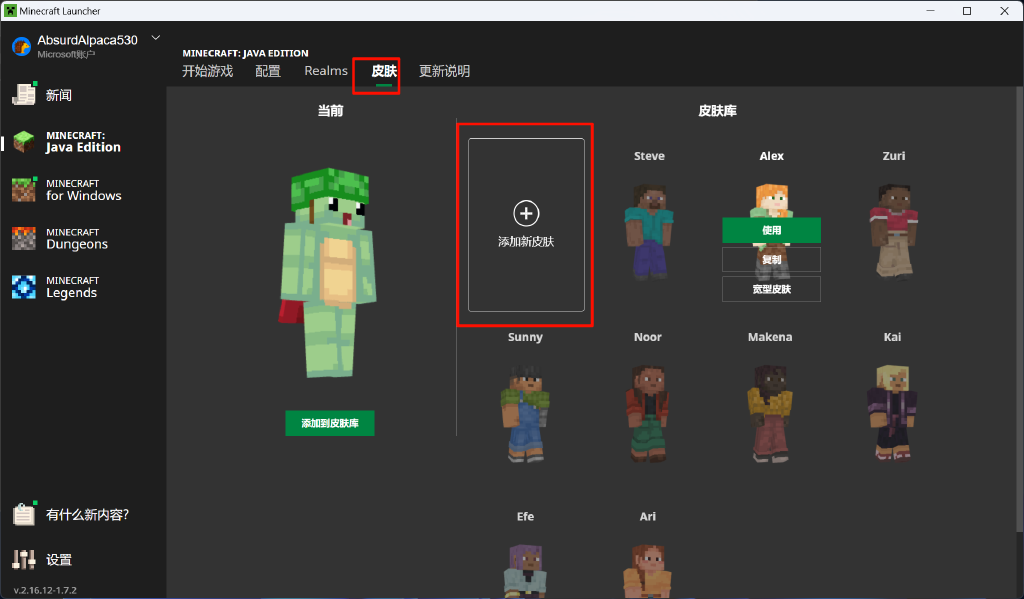 Minecraft Launcher
AbsurdAlpaca530
Microsoft账户
新闻
MINECRAFT:
Java Edition
MINECRAFT
for Windows
MINECRAFT
Dungeons
MINECRAFT
Legends
有什么新内容?
设置
v.2.16.12-1.7.2
MINECRAFT: JAVA EDITION
开始游戏 配置 Realms 皮肤 更新说明
当前
添加到皮肤库
皮肤库
添加新皮肤
Steve
Alex
使用
复制
宽型皮肤
Zuri
Sunny
Noor
Makena
Kai
Efe
Ari